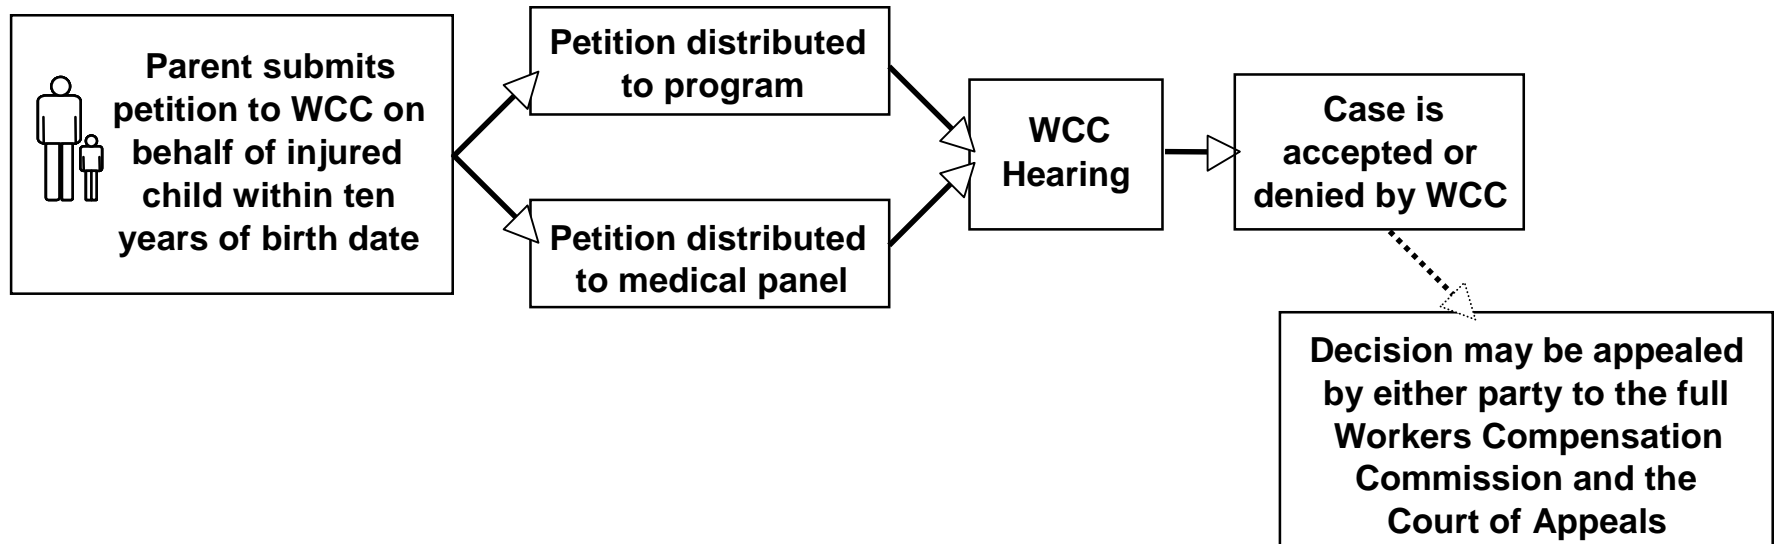 Parent submits
petition to WCC on
behalf of injured
child within ten
years of birth date
Petition distributed
to program
Petition distributed
to medical panel
WCC
Hearing
Case is
accepted or
denied by WCC
Decision may be appealed
by either party to the full
Workers Compensation
Commission and the
Court of Appeals